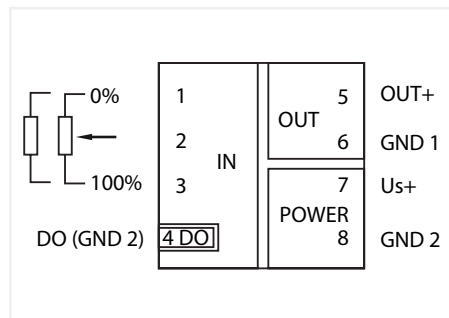 0%
100%
DO (GND 2)
1
2
3
4 DO
IN
OUT
5
6
POWER
7
8
OUT+
GND 1
Us+
GND 2